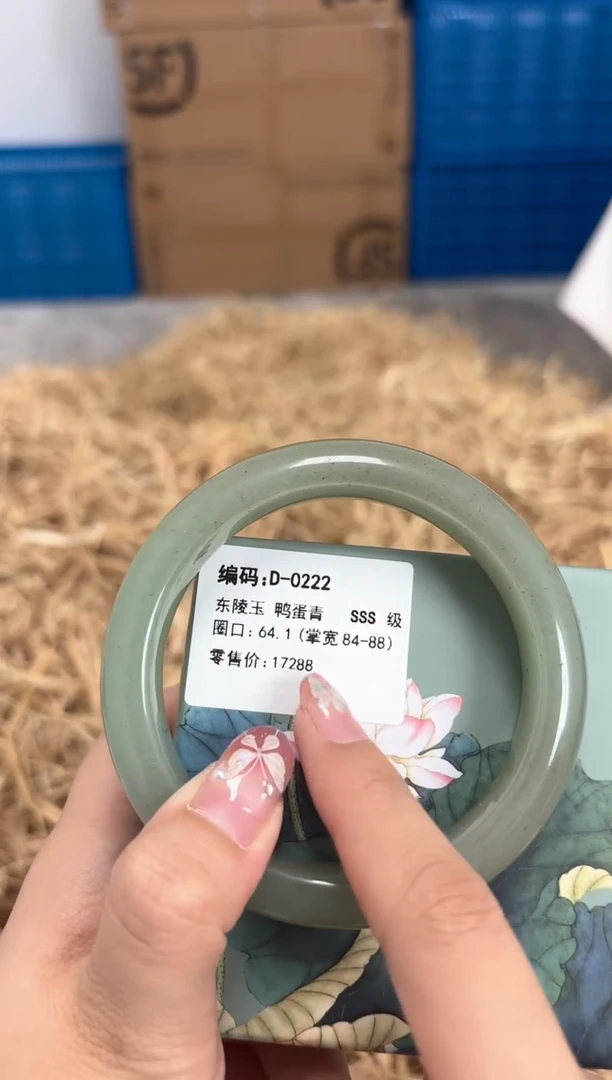 SF
编码:D-0222
东陵玉 鸭蛋青 SSS 级
圈口:64.1(掌宽84-88)
零售价:17288